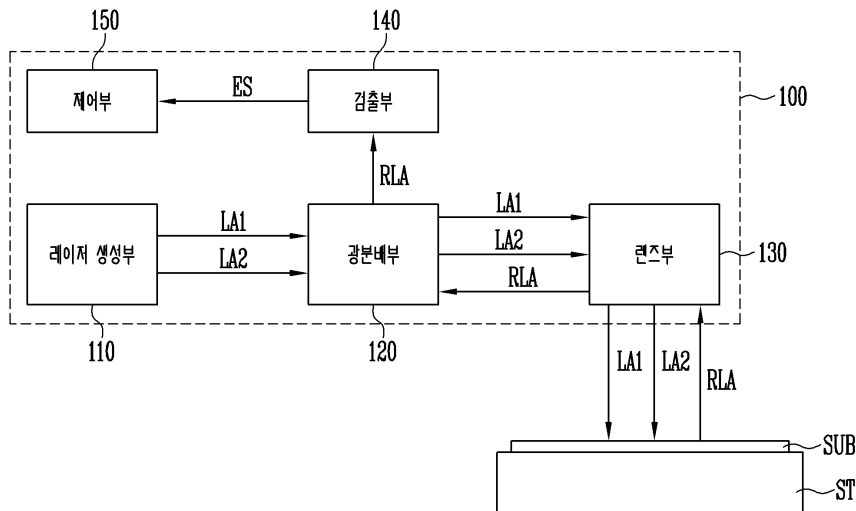 150
140
제어부
ES
검출부
100
RLA
레이저 생성부
LA1
LA2
광분배부
LA1
LA2
RLA
렌즈부
130
110
120
LA1
LA2
RLA
SUB
ST